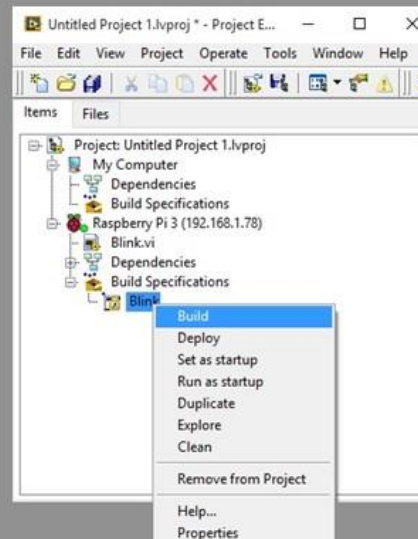 Untitled Project 1.lvproj * - Project E...
File Edit View Project Operate Tools Window Help
Items Files
Project: Untitled Project 1.lvproj
My Computer
Dependencies
Build Specifications
Raspberry Pi 3 (192.168.1.78)
Blink.vi
Dependencies
Build Specifications
Blink
Build
Deploy
Set as startup
Run as startup
Duplicate
Explore
Clean
Remove from Project
Help...
Properties